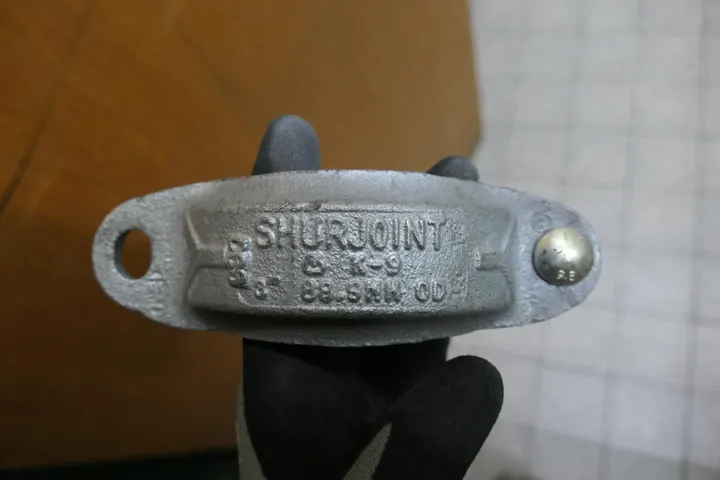 SHURJOINT
K-9
3" 88.9MM OD